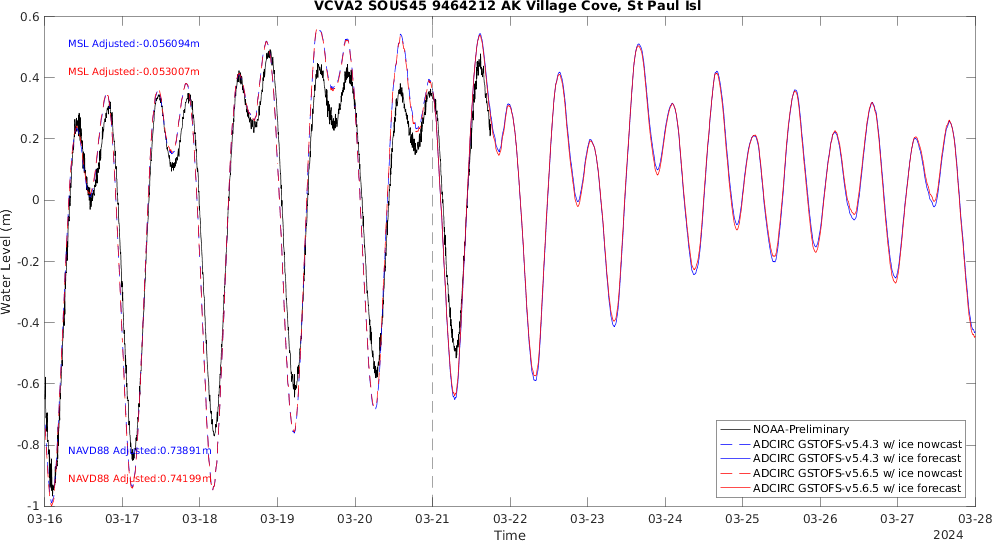 VCVA2 SOUS45 9464212 AK Village Cove, St Paul Isl
MSL Adjusted:-0.056094m
MSL Adjusted:-0.053007m
NAVD88 Adjusted:0.73891m
NAVD88 Adjusted:0.74199m
Water Level (m)
0.6
0.4
0.2
0
-0.2
-0.4
-0.6
-0.8
-1
NOAA-Preliminary
ADCIRC GSTOFS-v5.4.3 w/ ice nowcast
ADCIRC GSTOFS-v5.4.3 w/ ice forecast
ADCIRC GSTOFS-v5.6.5 w/ ice nowcast
ADCIRC GSTOFS-v5.6.5 w/ ice forecast
03-16 03-17 03-18 03-19 03-20 03-21 03-22 03-23 03-24 03-25 03-26 03-27 03-28
Time
2024